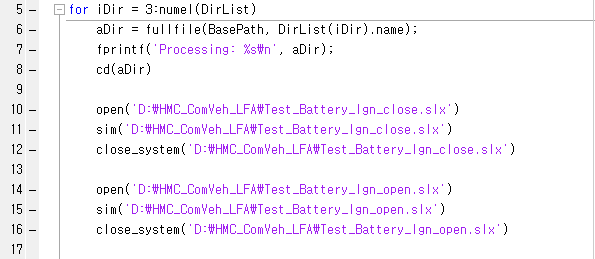 5 – for iDir = 3:numel(DirList)
6 – aDir = fullfile(BasePath, DirList(iDir).name);
7 – fprintf('Processing: %s₩n', aDir);
8 – cd(aDir)
9
10 – open('D:₩HMC_ComVeh_LFA₩Test_Battery_Ign_close.slx')
11 – sim('D:₩HMC_ComVeh_LFA₩Test_Battery_Ign_close.slx')
12 – close_system('D:₩HMC_ComVeh_LFA₩Test_Battery_Ign_close.slx')
13
14 – open('D:₩HMC_ComVeh_LFA₩Test_Battery_Ign_open.slx')
15 – sim('D:₩HMC_ComVeh_LFA₩Test_Battery_Ign_open.slx')
16 – close_system('D:₩HMC_ComVeh_LFA₩Test_Battery_Ign_open.slx')
17